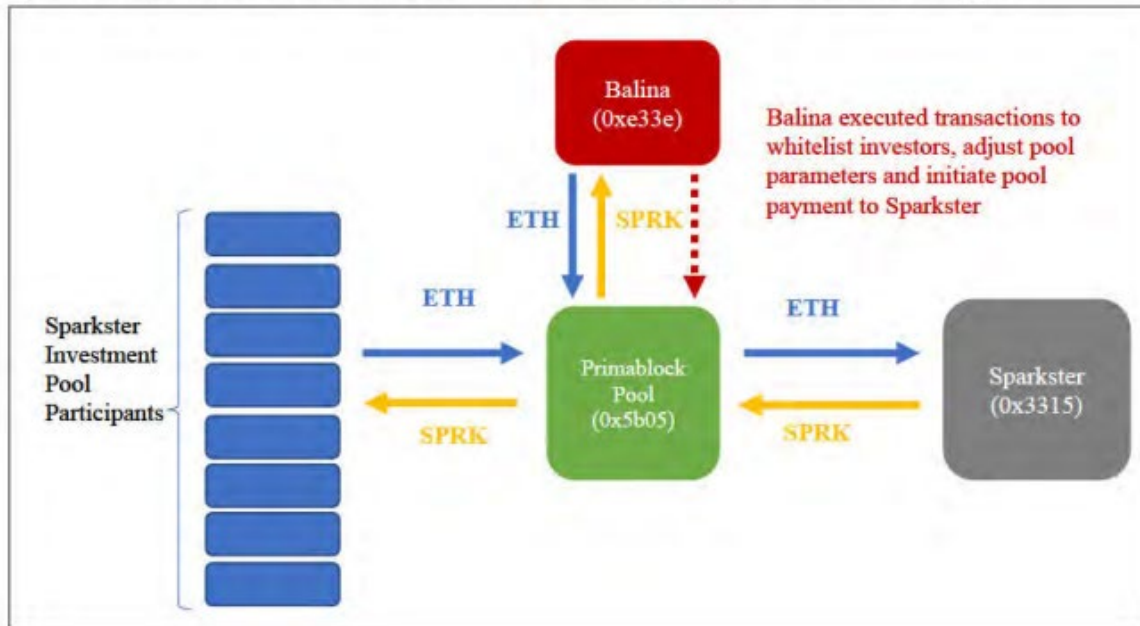 Balina
(0xe33e)
Balina executed transactions to
whitelist investors, adjust pool
parameters and initiate pool
payment to Sparkster
ETH
SPRK
Sparkster
Investment
Pool
Participants
ETH
SPRK
Primablock
Pool
(0x5b05)
ETH
SPRK
Sparkster
(0x3315)